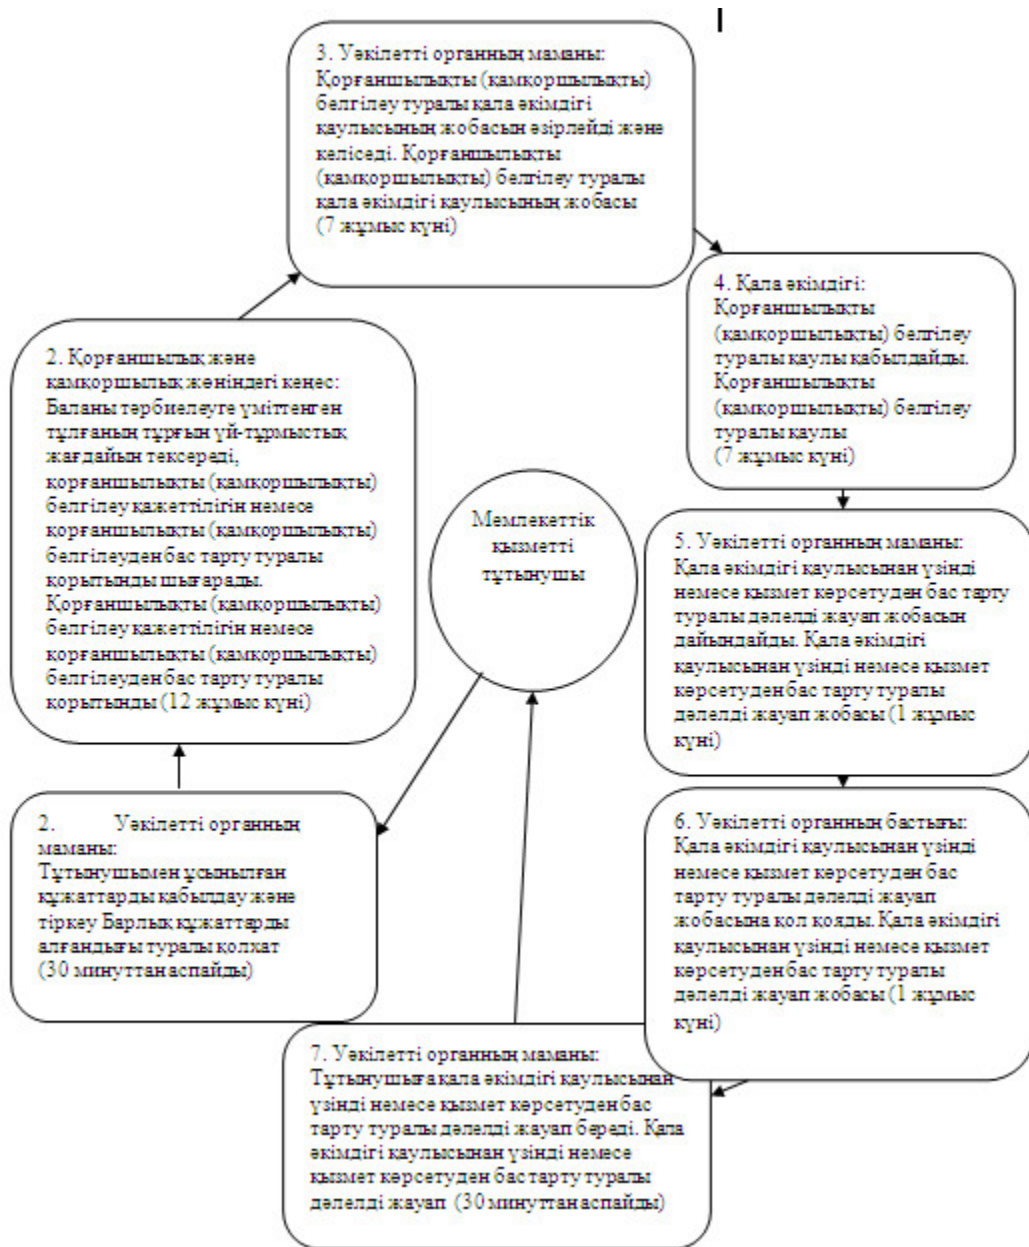 3. Уәкілетті органның маманы:
Қорғаншылықты (қамқоршылықты)
белгілеу туралы қала әкімдігі
қаулысының жобасын әзірлейді және
келіседі. Қорғаншылықты
(қамқоршылықты) белгілеу туралы
қала әкімдігі қаулысының жобасы
(7 жұмыс күні)
4. Қала әкімдігі:
Қорғаншылықты
(қамқоршылықты) белгілеу
туралы қаулы қабылдайды.
Қорғаншылықты
(қамқоршылықты) белгілеу
туралы қаулы
(7 жұмыс күні)
2. Қорғаншылық және
қамқоршылық жөніндегі кеңес:
Баланы тәрбиелеуге үміттенген
тұлғаның тұрғын үй-тұрмыстық
жағдайын тексереді,
қорғаншылықты (қамқоршылықты)
белгілеу қажеттілігін немесе
қорғаншылықты (қамқоршылықты)
белгілеуден бас тарту туралы
қорытынды шығарады.
Қорғаншылықты (қамқоршылықты)
белгілеу қажеттілігін немесе
қорғаншылықты (қамқоршылықты)
белгілеуден бас тарту туралы
қорытынды (12 жұмыс күні)
Мемлекеттік
қызметті
тұтынушы
5. Уәкілетті органның маманы:
Қала әкімдігі қаулысынан үзінді
немесе қызмет көрсетуден бас тарту
туралы дәлелді жауап жобасын
дайындайды. Қала әкімдігі
қаулысынан үзінді немесе қызмет
көрсетуден бас тарту туралы
дәлелді жауап жобасы (1 жұмыс
күні)
2. Уәкілетті органның
маманы:
Тұтынушымен ұсынылған
құжаттарды қабылдау және
тіркеу Барлық құжаттарды
алғандығы туралы қолхат
(30 минуттан аспайды)
6. Уәкілетті органның бастығы:
Қала әкімдігі қаулысынан үзінді
немесе қызмет көрсетуден бас
тарту туралы дәлелді жауап
жобасына қол қояды. Қала әкімдігі
қаулысынан үзінді немесе қызмет
көрсетуден бас тарту туралы
дәлелді жауап жобасы (1 жұмыс
күні)
7. Уәкілетті органның маманы:
Тұтынушыға қала әкімдігі қаулысынан
үзінді немесе қызмет көрсетуден бас
тарту туралы дәлелді жауап береді. Қала
әкімдігі қаулысынан үзінді немесе
қызмет көрсетуден бас тарту туралы
дәлелді жауап (30 минуттан аспайды)